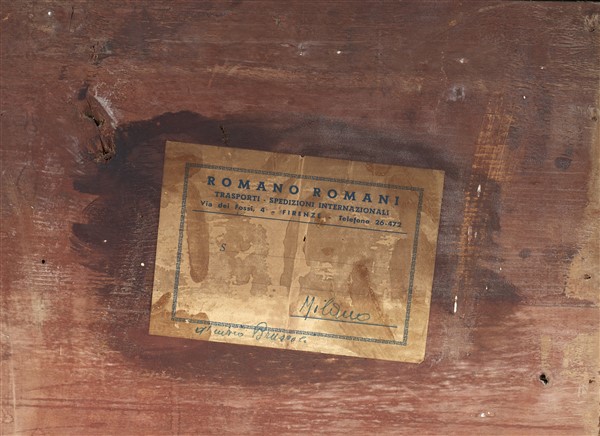 ROMANO ROMANI
TRASPORTI - SPEDIZIONI INTERNAZIONALI
Via dei Fossi, 4 - FIRENZE - Telefono 26-472
S
Milano